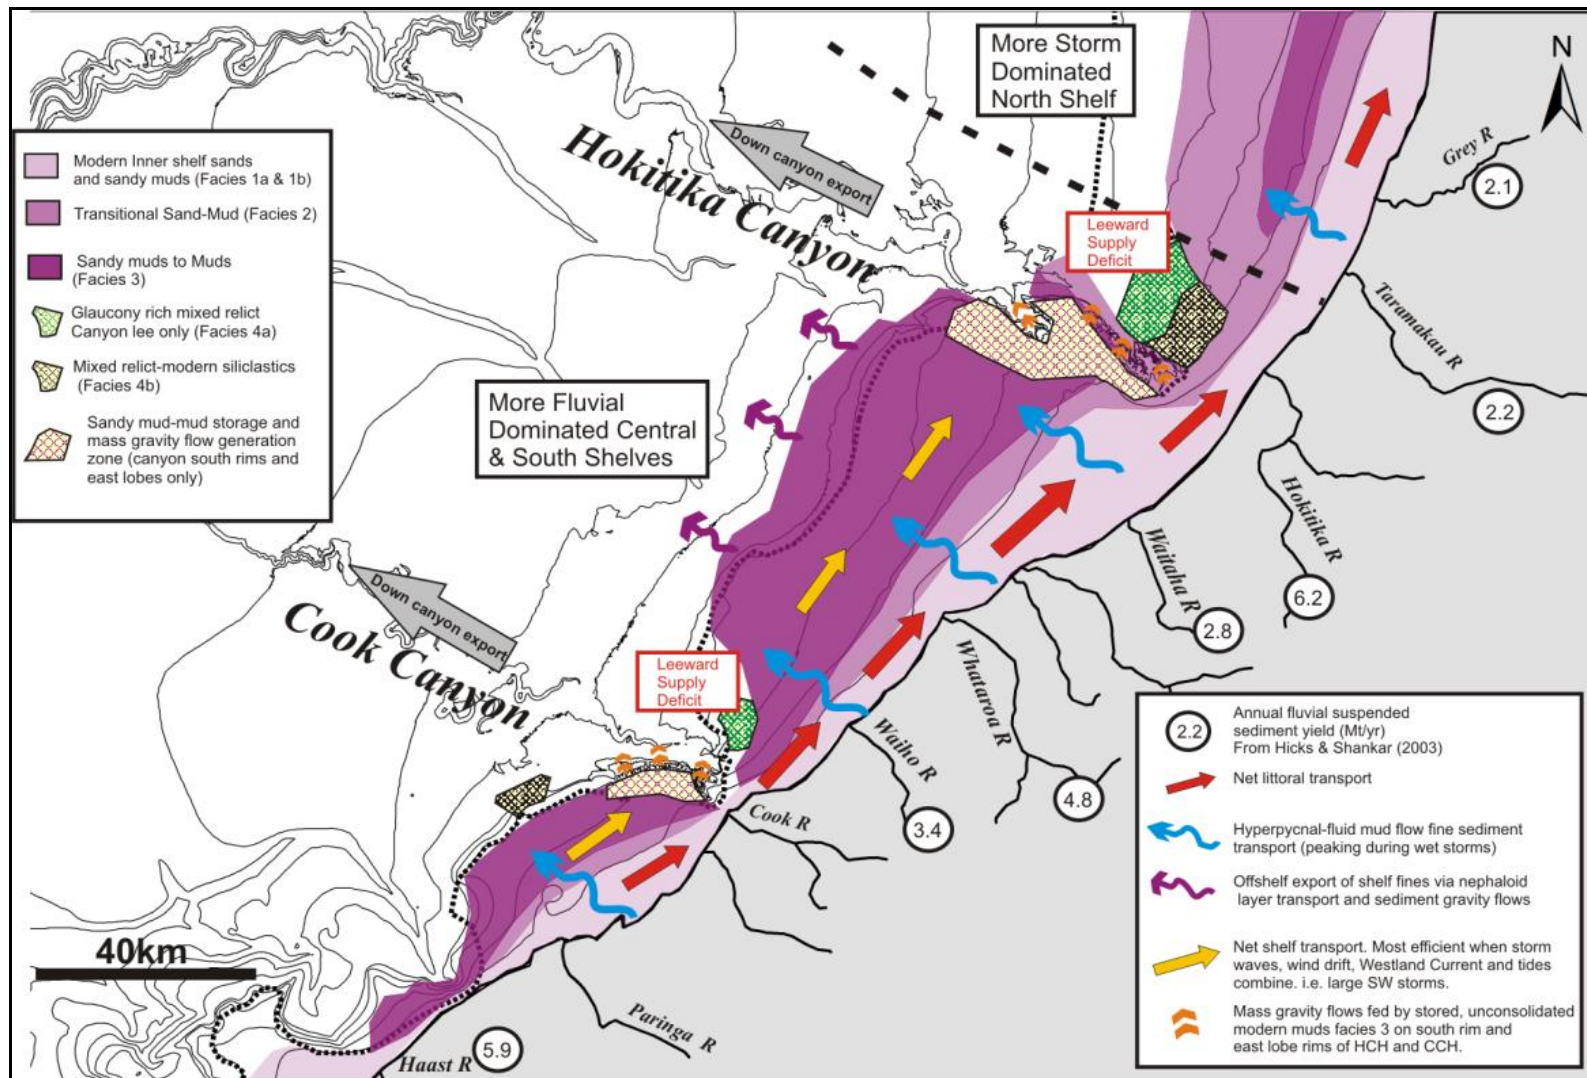 More Storm
Dominated
North Shelf
N
Modern Inner shelf sands
and sandy muds (Facies 1a & 1b)
Transitional Sand-Mud (Facies 2)
Sandy muds to Muds
(Facies 3)
Glaucony rich mixed relict
Canyon lee only (Facies 4a)
Mixed relict-modern siliclastics
(Facies 4b)
Sandy mud-mud storage and
mass gravity flow generation
zone (canyon south rims and
east lobes only)
Down canyon export
Hokitika Canyon
Leeward
Supply
Deficit
Grey R
2.1
Taramakau R
2.2
More Fluvial
Dominated Central
& South Shelves
Hokitika R
6.2
Waitaha R
2.8
Down canyon export
Cook Canyon
Leeward
Supply
Deficit
Whataroa R
4.8
Waiho R
3.4
Cook R
Paringa R
Haast R
5.9
40km
2.2
Annual fluvial suspended
sediment yield (Mt/yr)
From Hicks & Shankar (2003)
Net littoral transport
Hyperpycnal-fluid mud flow fine sediment
transport (peaking during wet storms)
Offshelf export of shelf fines via nephaloid
layer transport and sediment gravity flows
Net shelf transport. Most efficient when storm
waves, wind drift, Westland Current and tides
combine. i.e. large SW storms.
Mass gravity flows fed by stored, unconsolidated
modern muds facies 3 on south rim and
east lobe rims of HCH and CCH.